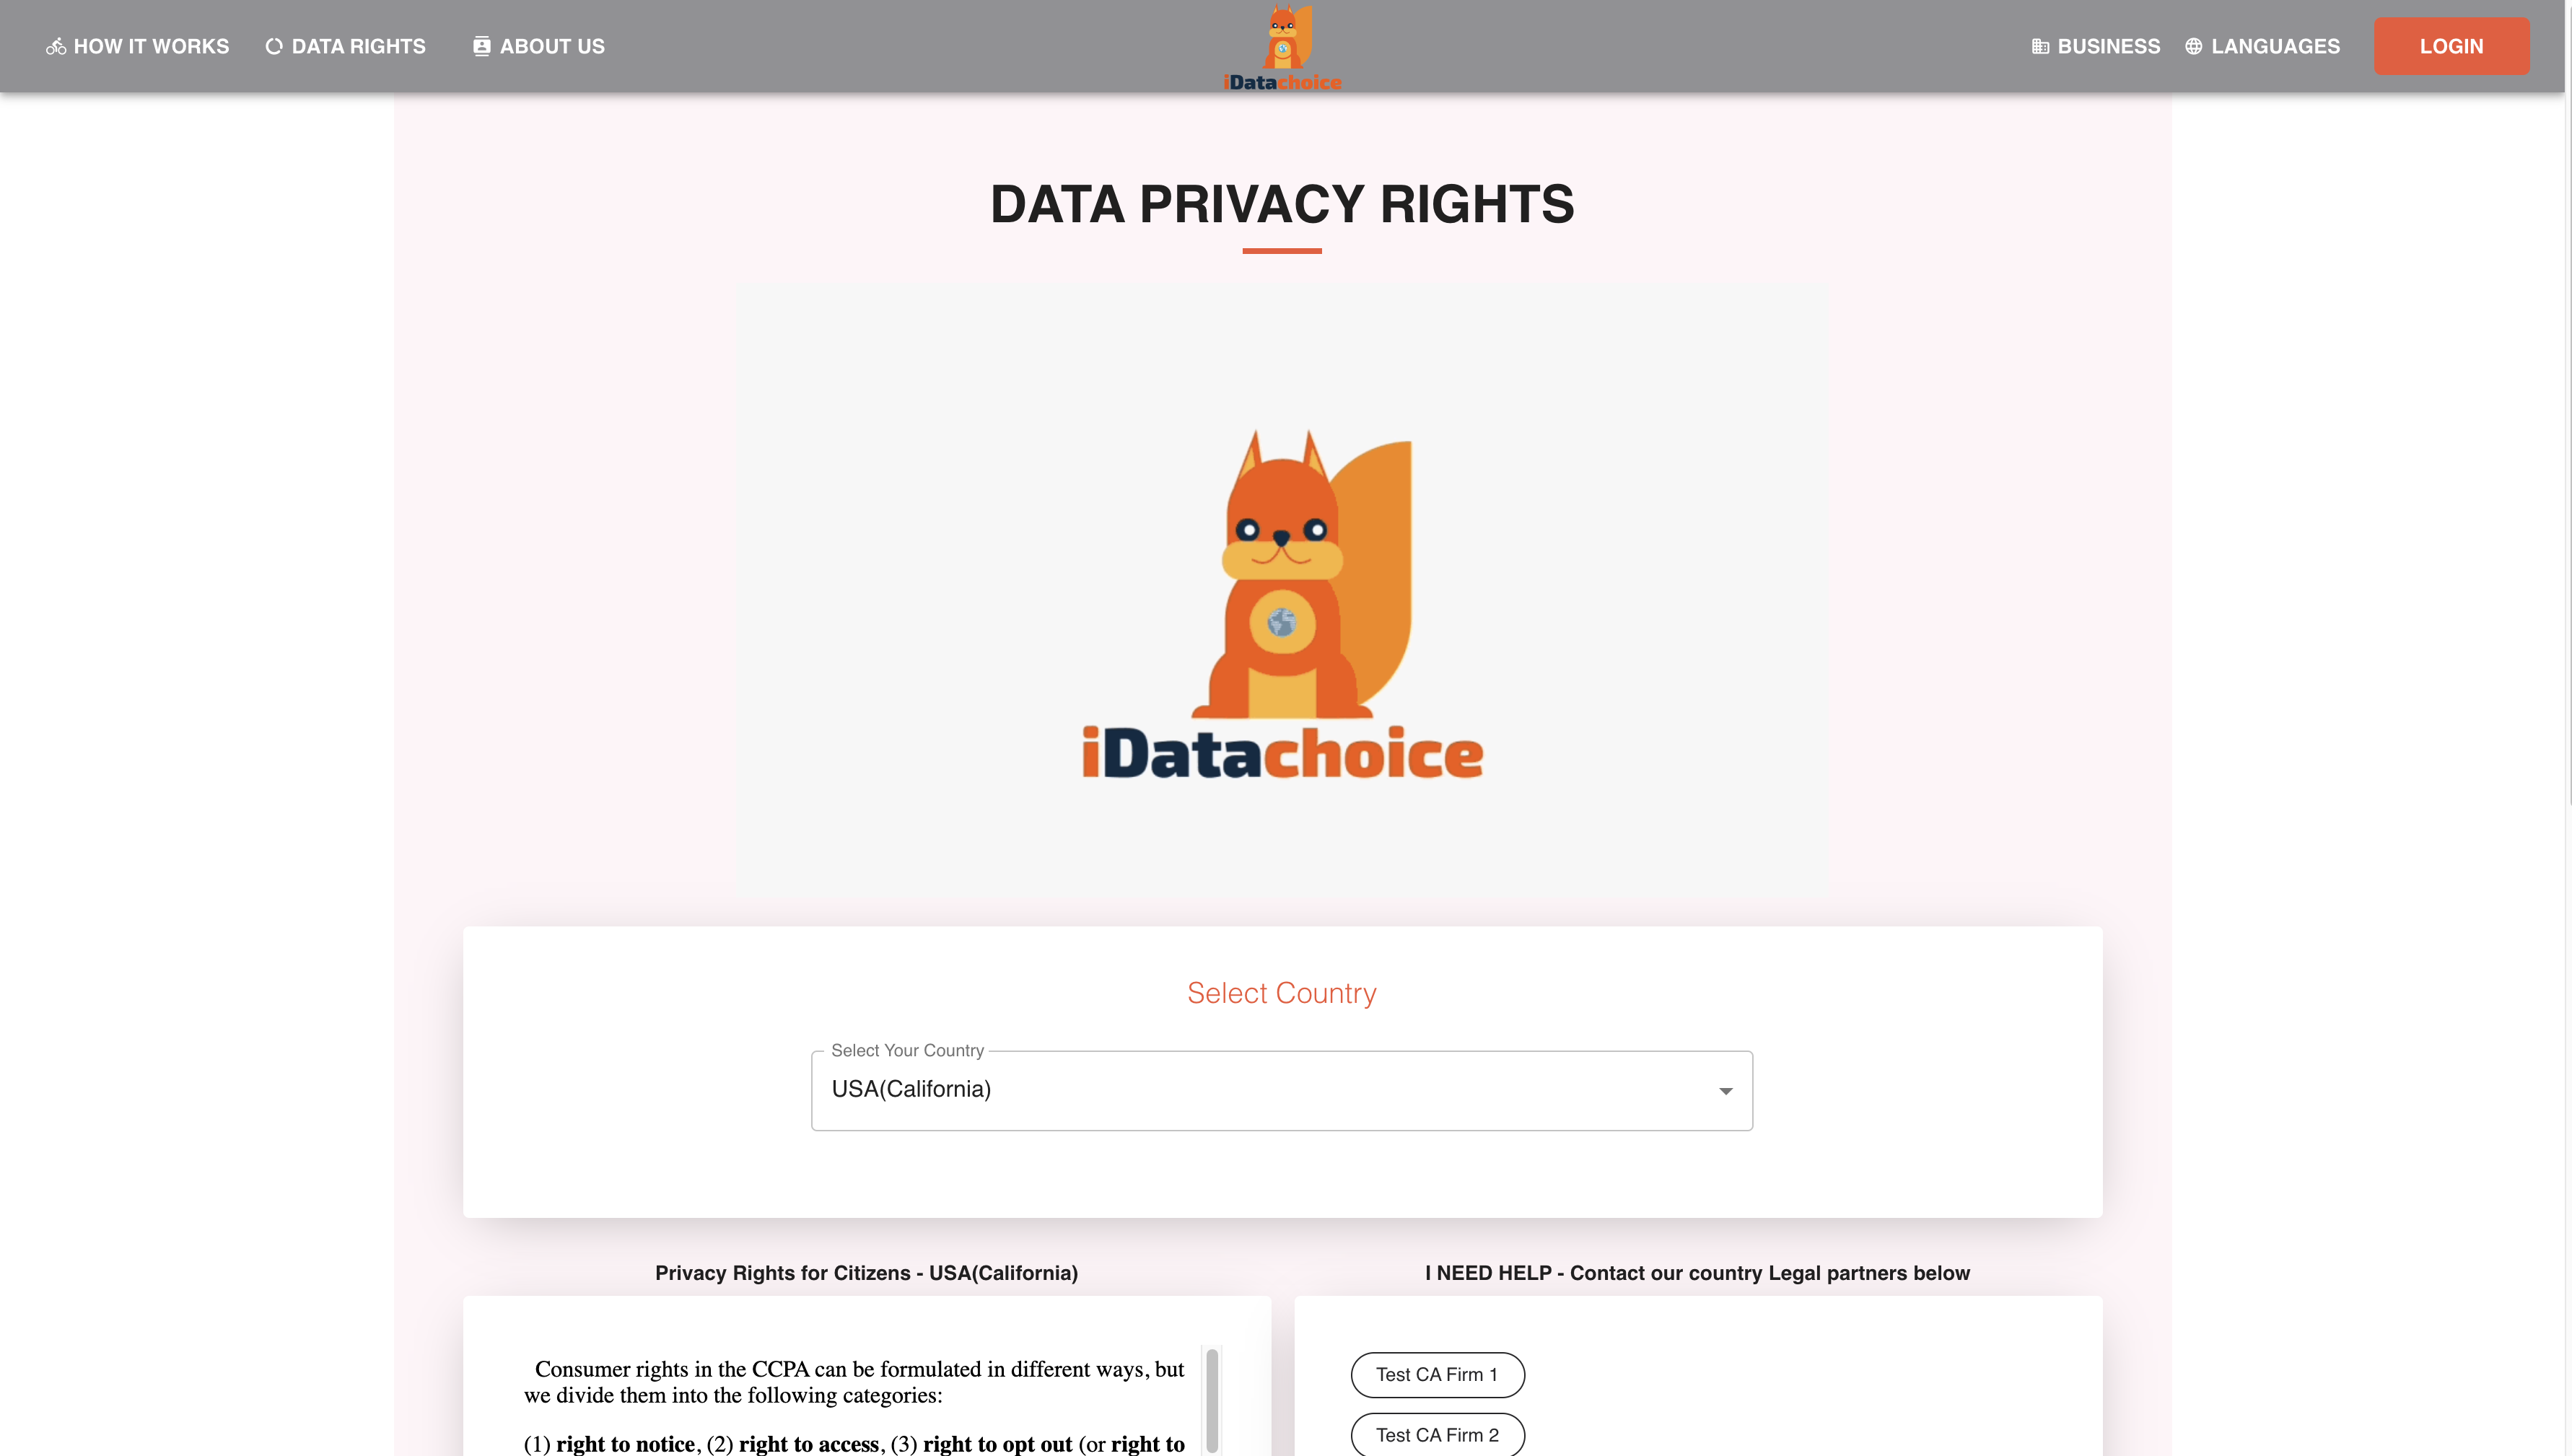 HOW IT WORKS
DATA RIGHTS
ABOUT US
iDatachoice
BUSINESS
LANGUAGES
LOGIN
DATA PRIVACY RIGHTS
iDatachoice
Select Country
Select Your Country
USA(California)
Privacy Rights for Citizens - USA(California)
Consumer rights in the CCPA can be formulated in different ways, but
we divide them into the following categories:
(1) right to notice, (2) right to access, (3) right to opt out (or right to
I NEED HELP - Contact our country Legal partners below
Test CA Firm 1
Test CA Firm 2